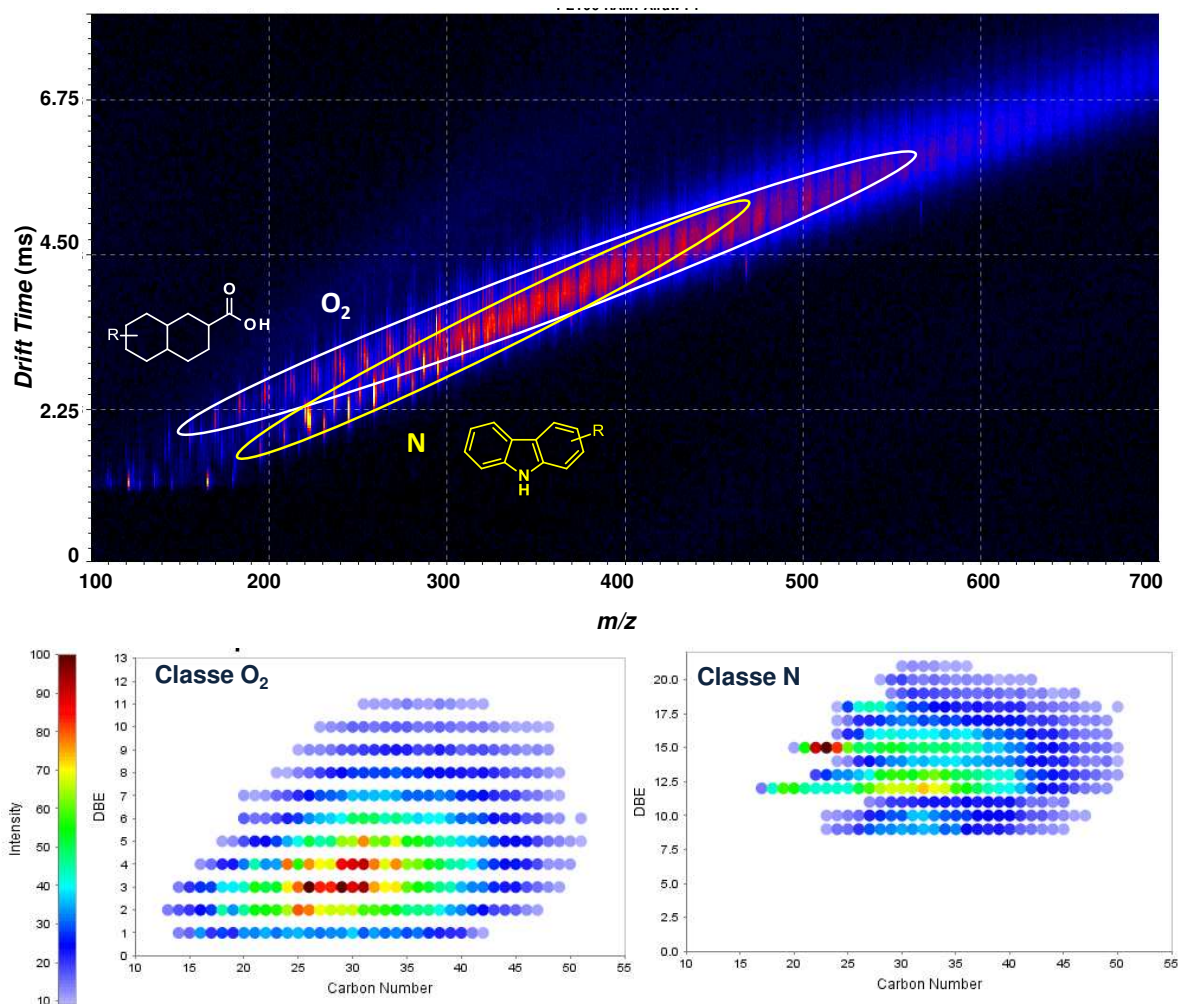 6.75
4.50
2.25
0
Drift Time (ms)
O₂
R
O
OH
N
R
N
H
100 200 300 400 500 600 700
m/z
Classe O₂
100
90
80
70
60
50
40
30
20
10
Intensity
13
12
11
10
9
8
7
6
5
4
3
2
1
0
DBE
10 15 20 25 30 35 40 45 50 55
Carbon Number
Classe N
20.0
17.5
15.0
12.5
10.0
7.5
5.0
2.5
0.0
DBE
10 15 20 25 30 35 40 45 50 55
Carbon Number